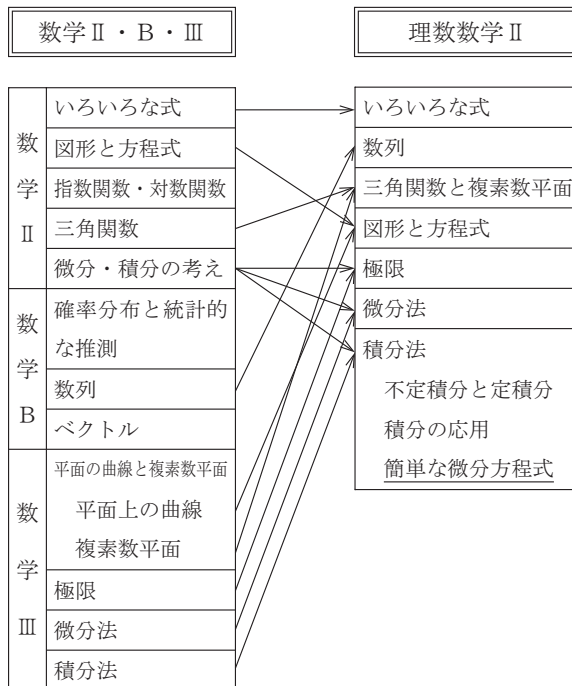 数学Ⅱ・B・Ⅲ
理数数学Ⅱ
数学Ⅱ
いろいろな式
図形と方程式
指数関数・対数関数
三角関数
微分・積分の考え
数学B
確率分布と統計的
な推測
数列
ベクトル
数学Ⅲ
平面の曲線と複素数平面
平面上の曲線
複素数平面
極限
微分法
積分法
いろいろな式
数列
三角関数と複素数平面
図形と方程式
極限
微分法
積分法
不定積分と定積分
積分の応用
簡単な微分方程式